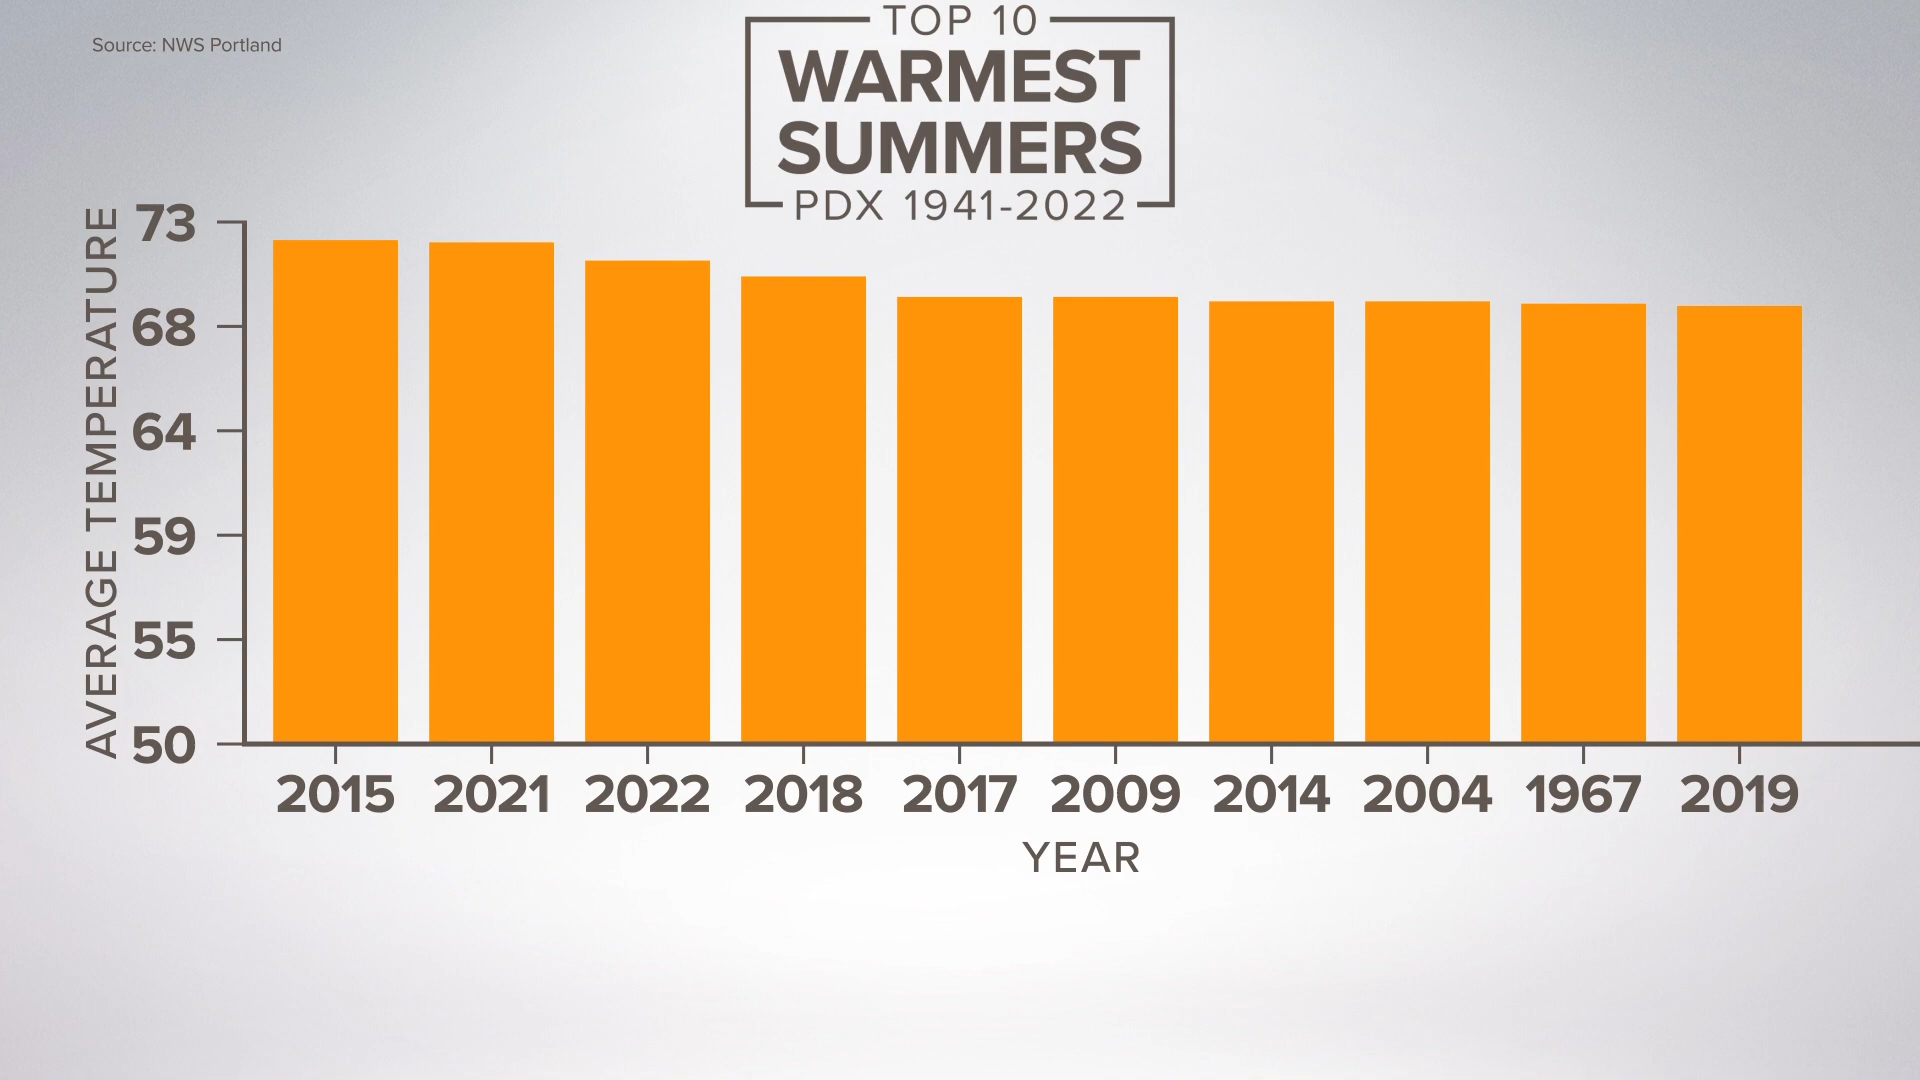 Source: NWS Portland
TOP 10
WARMEST
SUMMERS
PDX 1941-2022
AVERAGE TEMPERATURE
73
68
64
59
55
50
2015 2021 2022 2018 2017 2009 2014 2004 1967 2019
YEAR